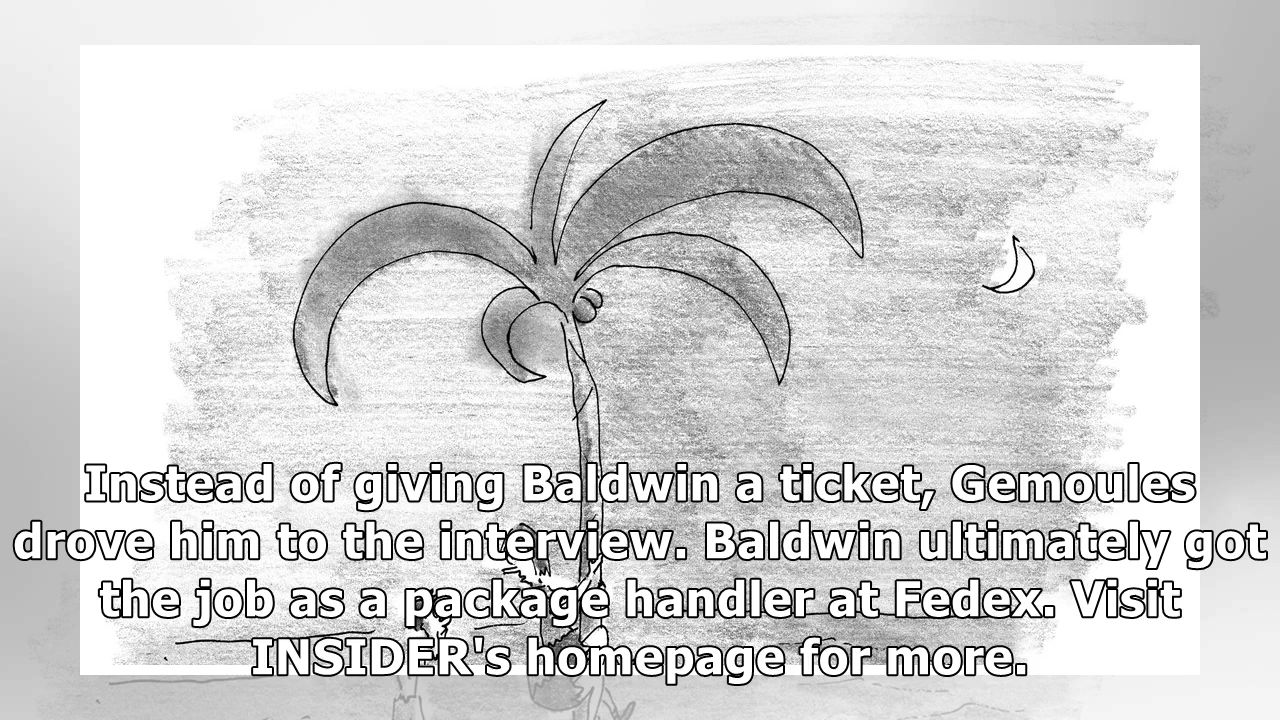 Instead of giving Baldwin a ticket, Gemoules
drove him to the interview. Baldwin ultimately got
the job as a package handler at Fedex. Visit
INSIDER's homepage for more.